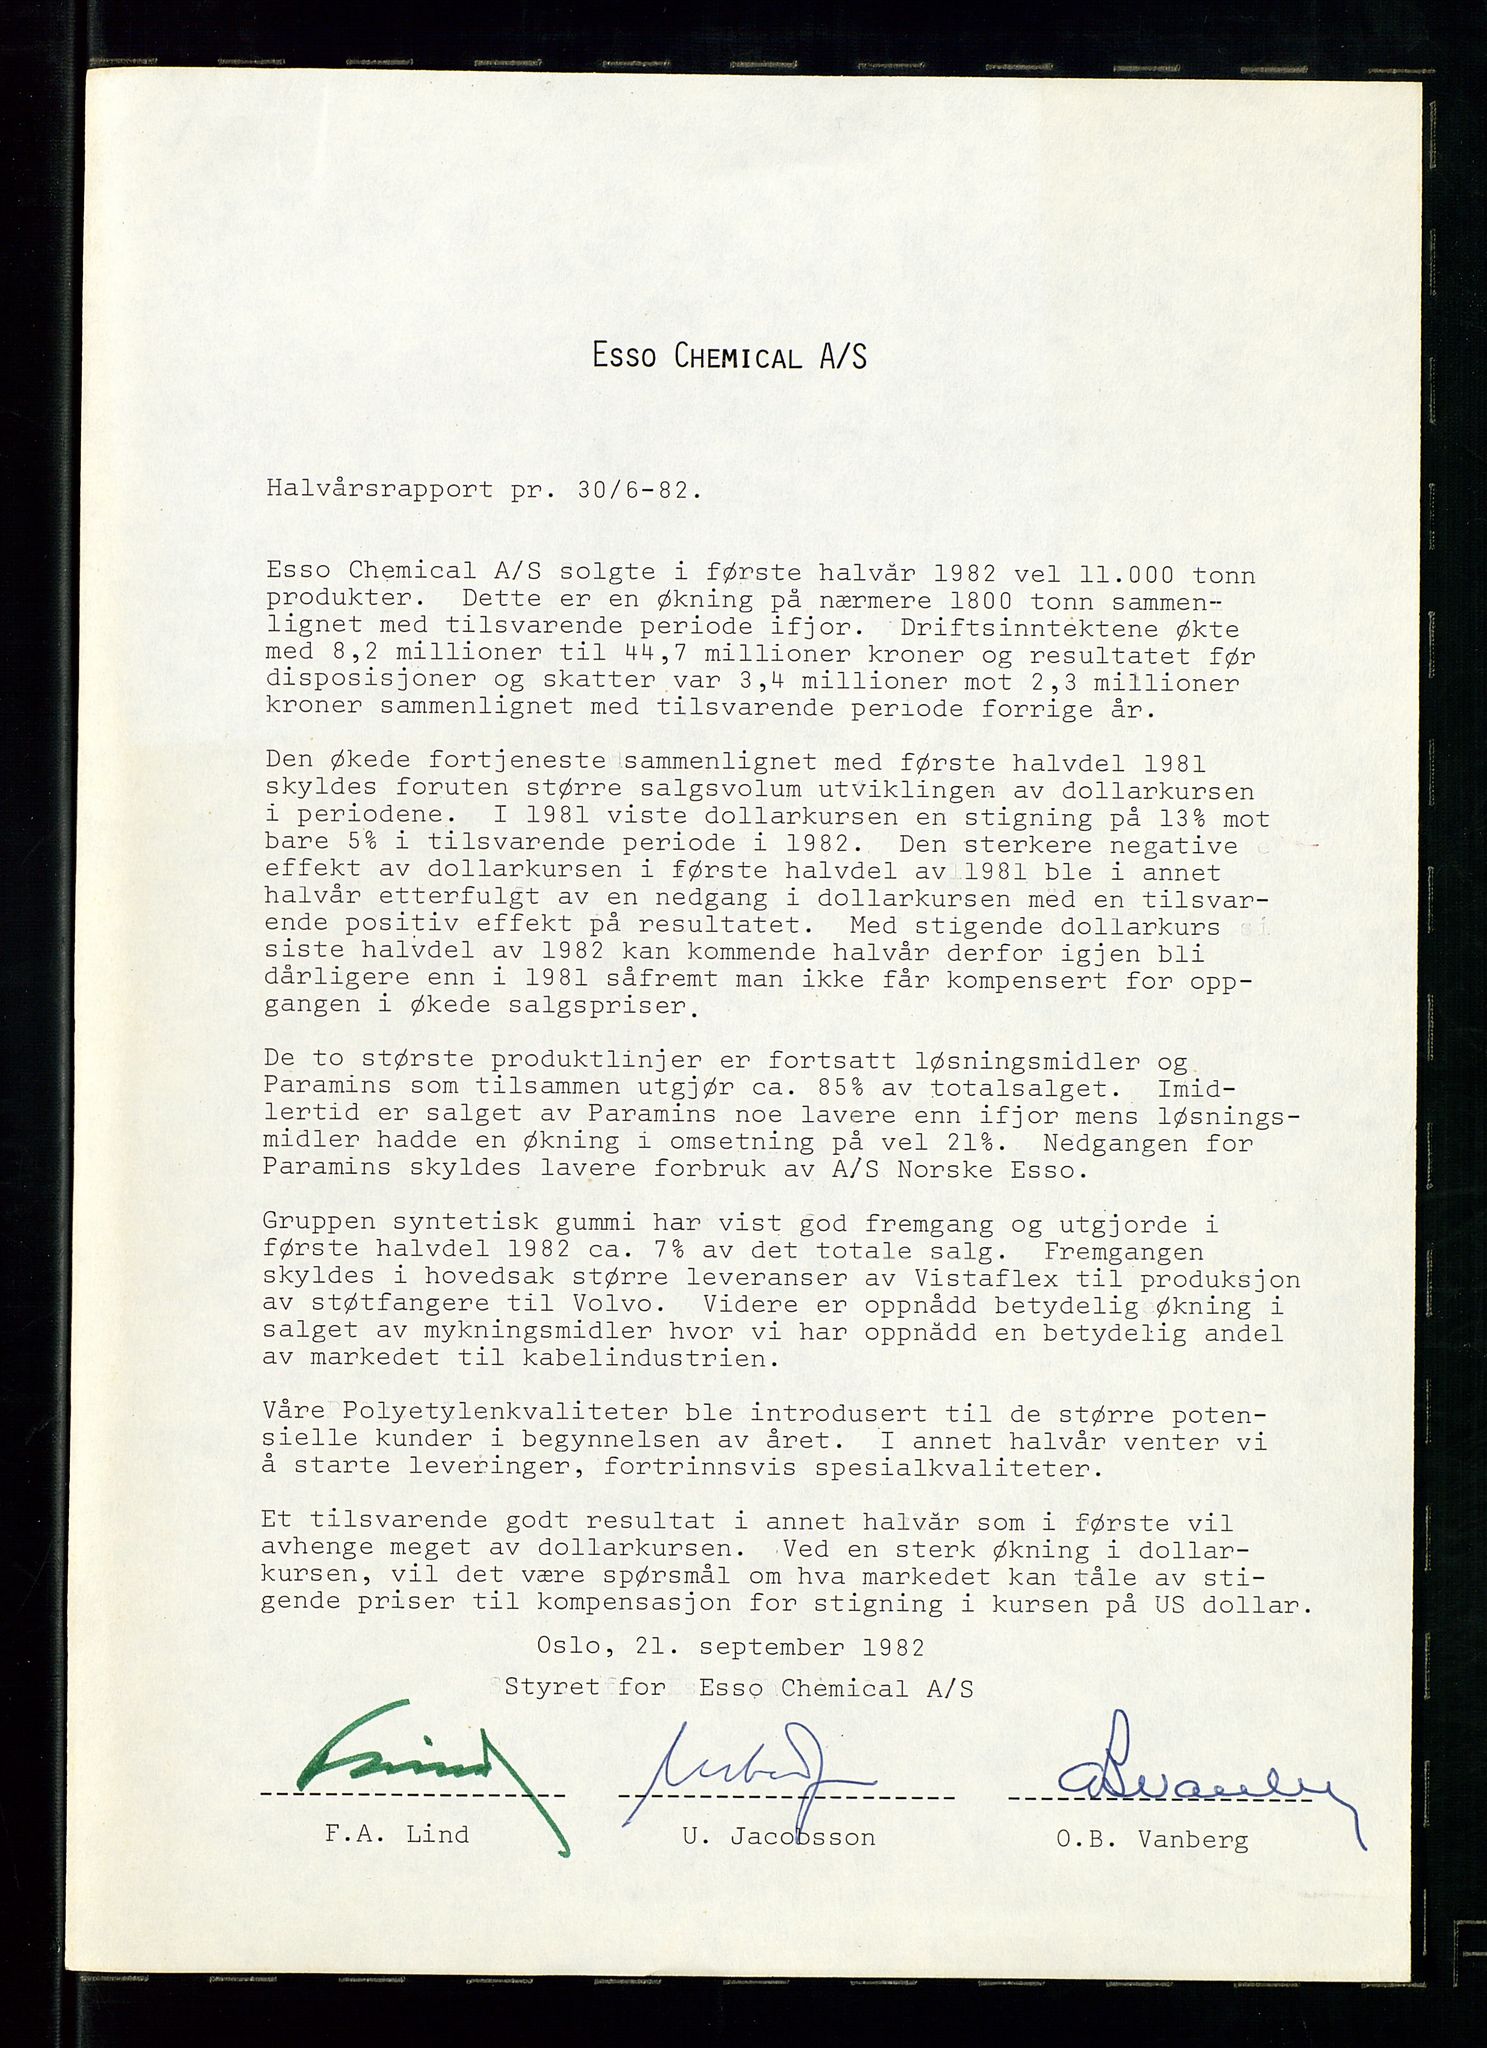 ESSO CHEMICAL A/S
Halvårsrapport pr. 30/6-82.
Esso Chemical A/S solgte i første halvår 1982 vel 11.000 tonn
produkter. Dette er en økning på nærmere 1800 tonn sammen-
lignet med tilsvarende periode ifjor. Driftsinntektene økte
med 8,2 millioner til 44,7 millioner kroner og resultatet før
disposisjoner og skatter var 3,4 millioner mot 2,3 millioner
kroner sammenlignet med tilsvarende periode forrige år.
Den økede fortjeneste sammenlignet med første halvdel 1981
skyldes foruten større salgsvolum utviklingen av dollarkursen
i periodene. I 1981 viste dollarkursen en stigning på 13% mot
bare 5% i tilsvarende periode i 1982. Den sterkere negative
effekt av dollarkursen i første halvdel av 1981 ble i annet
halvår etterfulgt av en nedgang i dollarkursen med en tilsvar-
ende positiv effekt på resultatet. Med stigende dollarkurs
siste halvdel av 1982 kan kommende halvår derfor igjen bli
dårligere enn i 1981 såfremt man ikke får kompensert for opp-
gangen i økede salgspriser.
De to største produktlinjer er fortsatt løsningsmidler og
Paramins som tilsammen utgjør ca. 85% av totalsalget. Imid-
lertid er salget av Paramins noe lavere enn ifjor mens løsnings-
midler hadde en økning i omsetning på vel 21%. Nedgangen for
Paramins skyldes lavere forbruk av A/S Norske Esso.
Gruppen syntetisk gummi har vist god fremgang og utgjorde i
første halvdel 1982 ca. 7% av det totale salg. Fremgangen
skyldes i hovedsak større leveranser av Vistaflex til produksjon
av støtfangere til Volvo. Videre er oppnådd betydelig økning i
salget av mykningsmidler hvor vi har oppnådd en betydelig andel
av markedet til kabelindustrien.
Våre Polyetylenkvaliteter ble introdusert til de større poten-
sielle kunder i begynnelsen av året. I annet halvår venter vi
å starte leveringer, fortrinnsvis spesialkvaliteter.
Et tilsvarende godt resultat i annet halvår som i første vil
avhenge meget av dollarkursen. Ved en sterk økning i dollar-
kursen, vil det være spørsmål om hva markedet kan tåle av sti-
gende priser til kompensasjon for stigning i kursen på US dollar.
Oslo, 21. september 1982
Styret for Esso Chemical A/S
F.A. Lind U. Jacobsson O.B. Vanberg